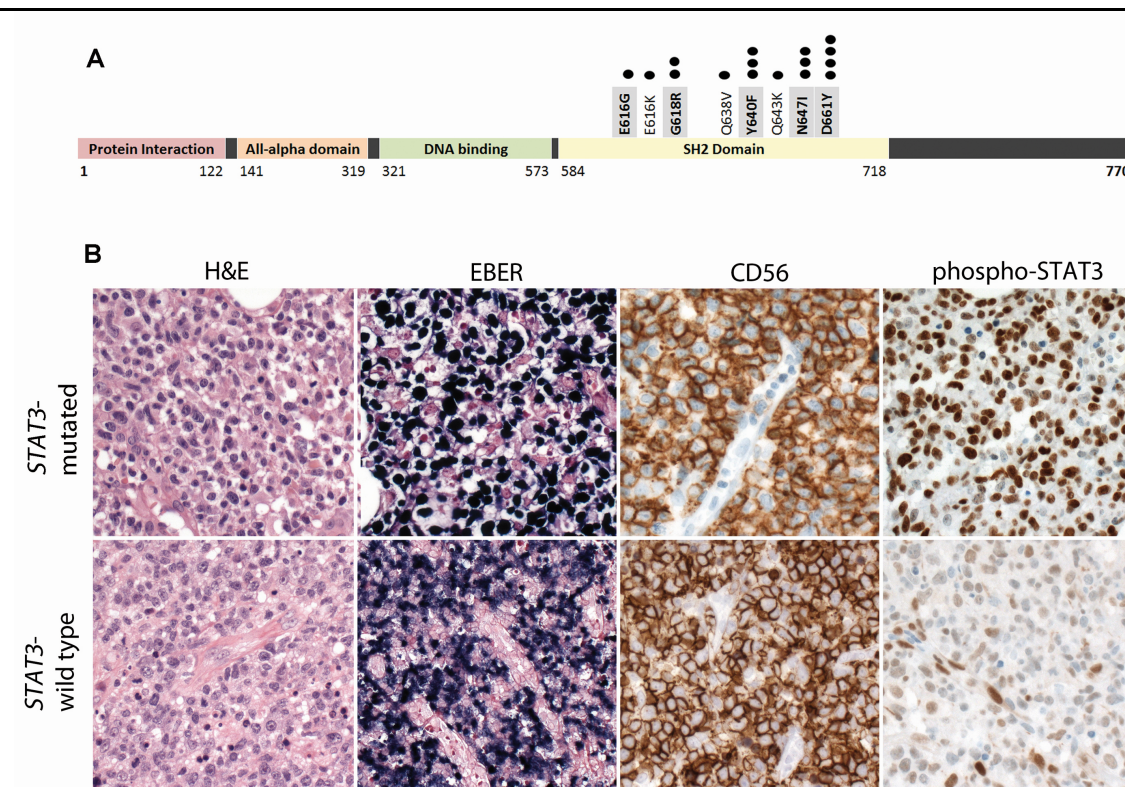 A
E616G E616K G618R Q638V Y640F Q643K N647I D661Y
Protein Interaction All-alpha domain DNA binding SH2 Domain
1 122 141 319 321 573 584 718 770
B
H&E EBER CD56 phospho-STAT3
STAT3-
mutated
STAT3-
wild type